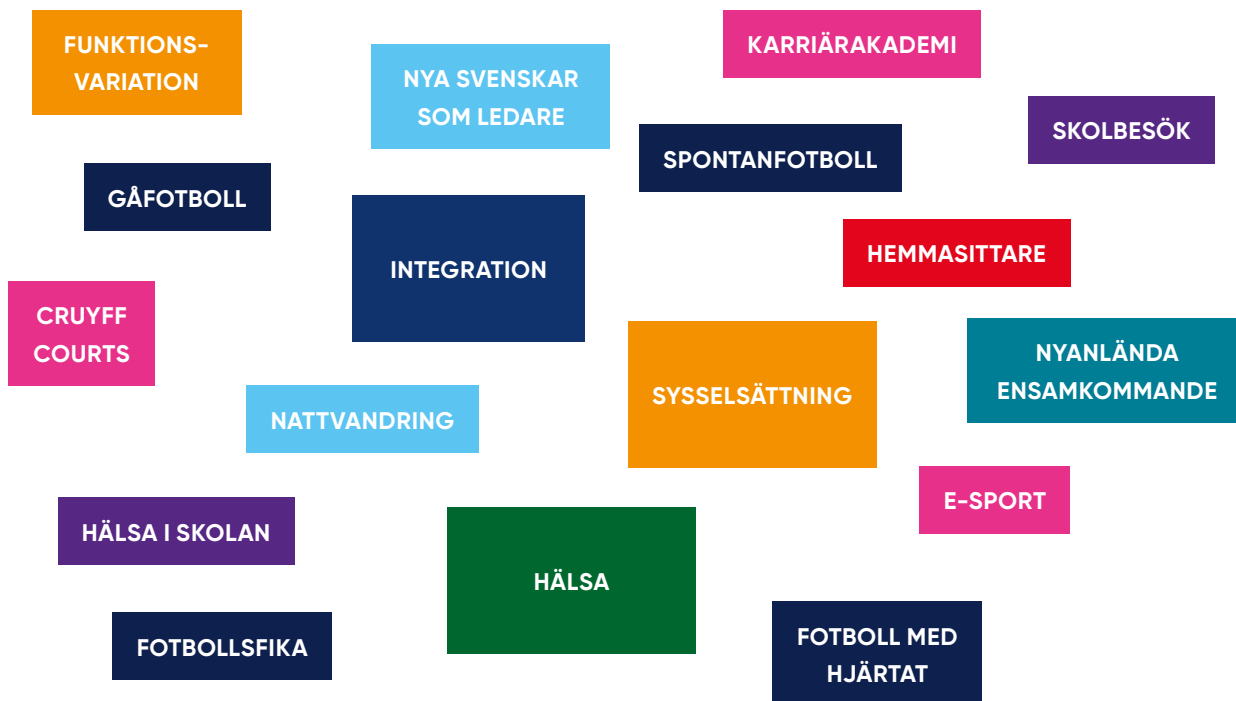 FUNKTIONS-
VARIATION
NYA SVENSKAR
SOM LEDARE
KARRIÄRAKADEMI
SKOLBESÖK
SPONTANFOTBOLL
GÅFOTBOLL
INTEGRATION
HEMMASITTARE
CRUYFF
COURTS
SYSSELSÄTTNING
NYANLÄNDA
ENSAMKOMMANDE
NATTVANDRING
E-SPORT
HÄLSA I SKOLAN
HÄLSA
FOTBOLLSFIKA
FOTBOLL MED
HJÄRTAT